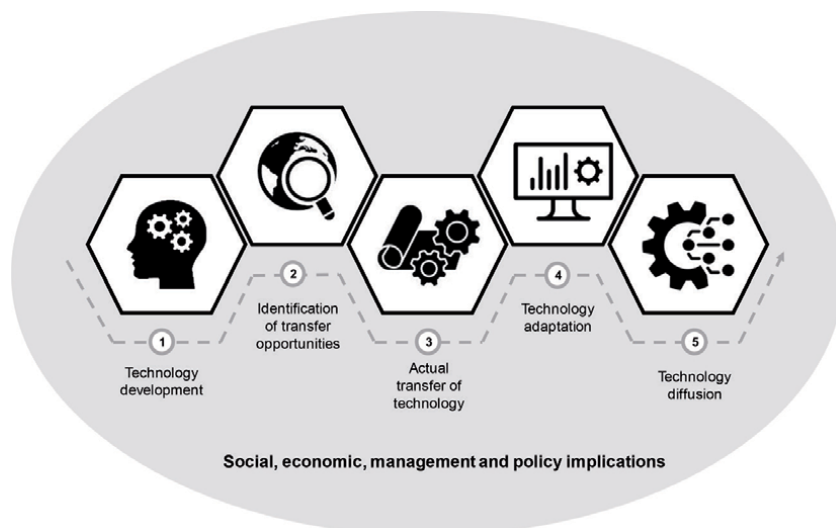 1
Technology
development
2
Identification
of transfer
opportunities
3
Actual
transfer of
technology
4
Technology
adaptation
5
Technology
diffusion
Social, economic, management and policy implications